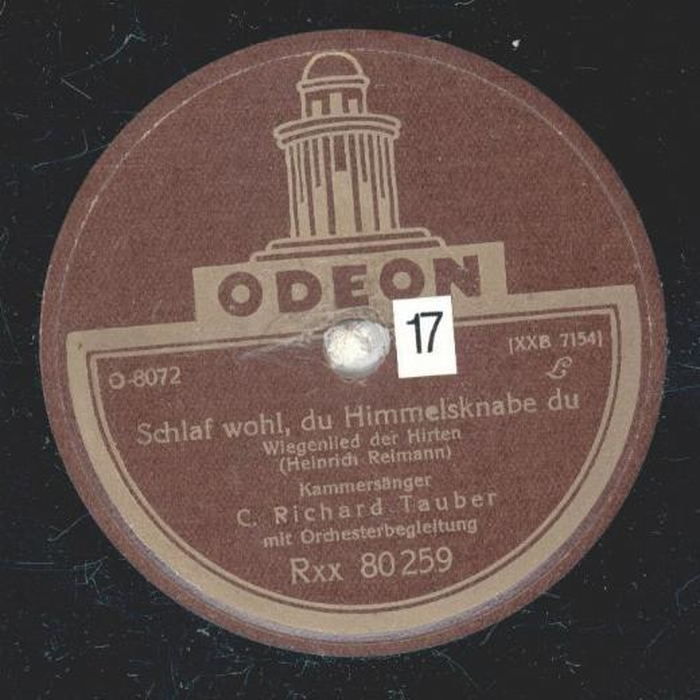 ODEON
17
O-8072
[XXB 7154]
L
Schlaf wohl, du Himmelsknabe du
Wiegenlied der Hirten
(Heinrich Reimann)
Kammersänger
C. Richard Tauber
mit Orchesterbegleitung
Rxx 80259